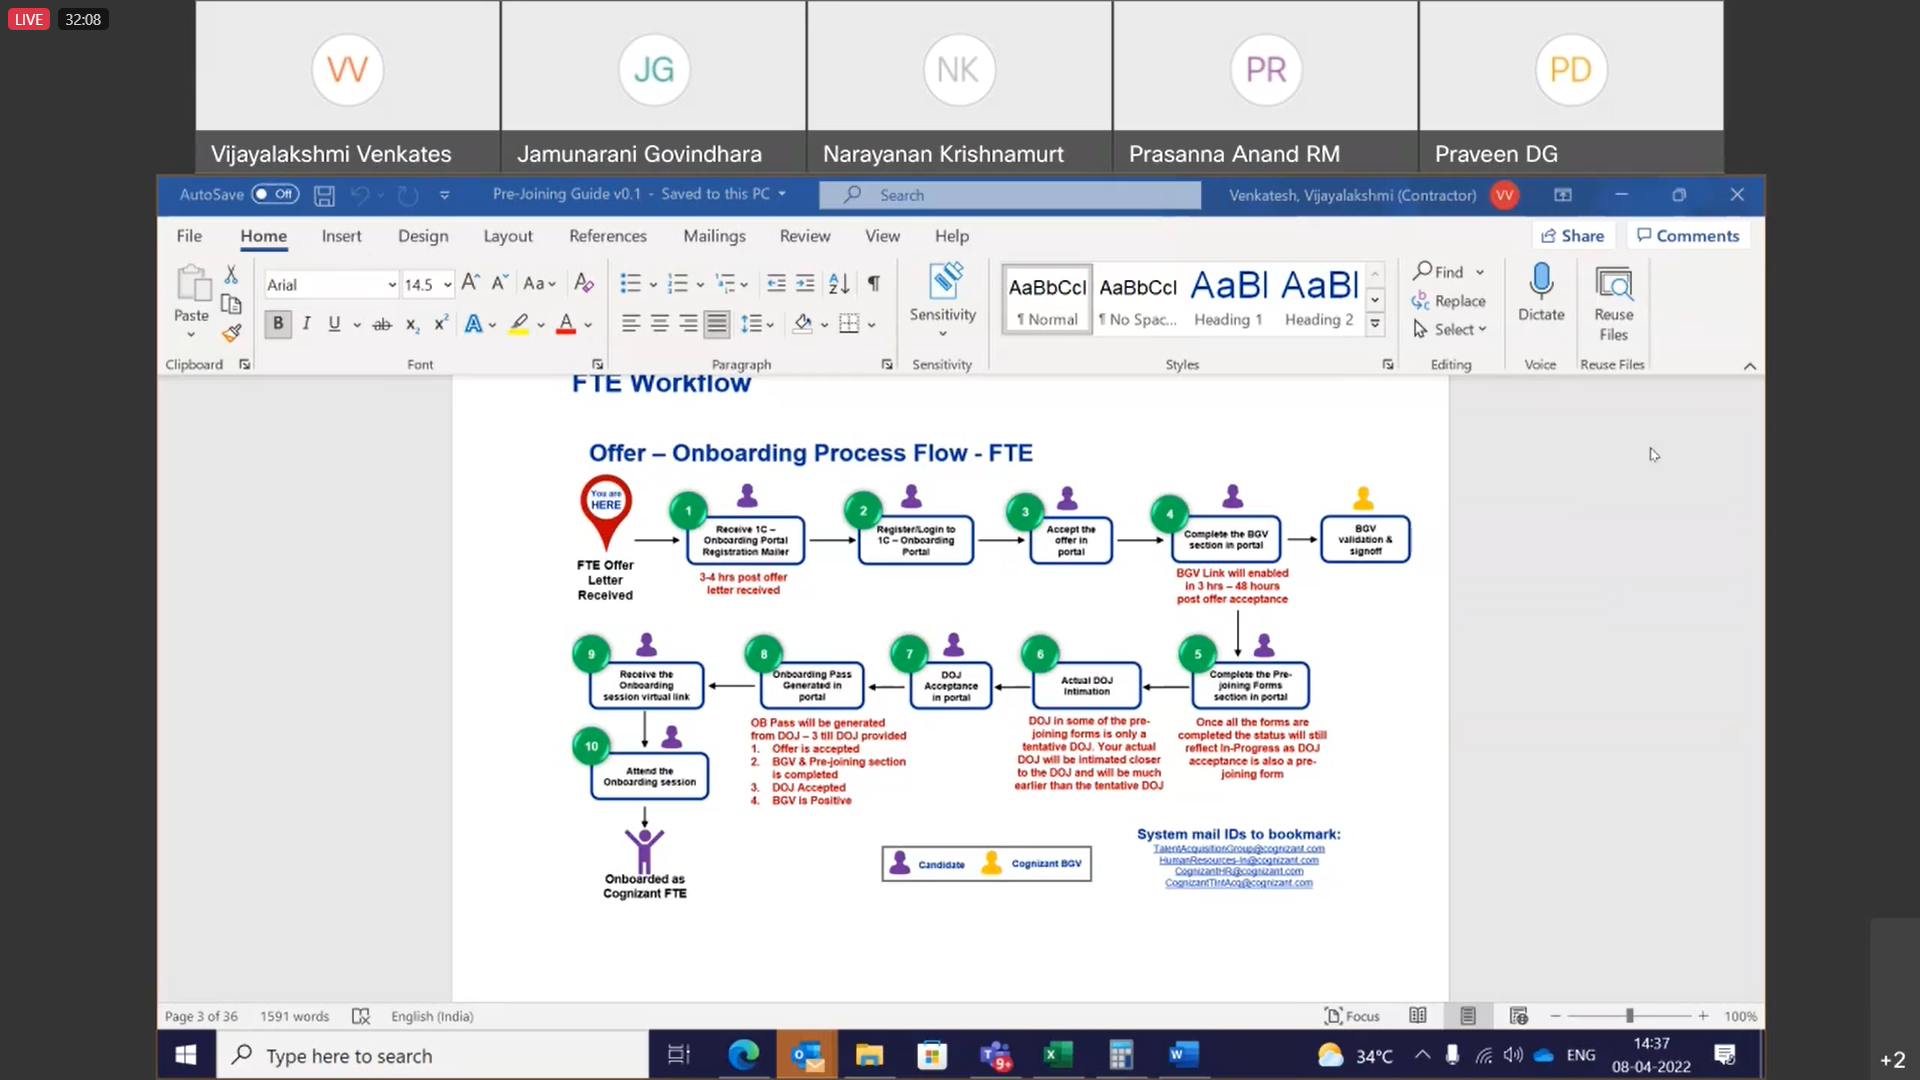 LIVE 32:08
VV JG NK PR PD
Vijayalakshmi Venkates Jamunarani Govindhara Narayanan Krishnamurt Prasanna Anand RM Praveen DG
AutoSave Off Pre-Joining Guide v0.1 - Saved to this PC Search Venkatesh, Vijayalakshmi (Contractor) VV
File Home Insert Design Layout References Mailings Review View Help Share Comments
Paste
Clipboard
Arial 14.5
Font
Paragraph
Sensitivity
Sensitivity
AaBbCcI AaBbCcI AaBl AaBl
¶ Normal ¶ No Spac... Heading 1 Heading 2
Styles
Find
Replace
Select
Editing
Dictate
Voice
Reuse
Files
Reuse Files
FTE Workflow
Offer – Onboarding Process Flow - FTE
You are
HERE
FTE Offer
Letter
Received
1
Receive 1C –
Onboarding Portal
Registration Mailer
3-4 hrs post offer
letter received
2
Register/Login to
1C – Onboarding
Portal
3
Accept the
offer in
portal
4
Complete the BGV
section in portal
BGV Link will enabled
in 3 hrs – 48 hours
post offer acceptance
BGV
validation &
signoff
5
Complete the Pre-
joining Forms
section in portal
Once all the forms are
completed the status will still
reflect In-Progress as DOJ
acceptance is also a pre-
joining form
6
Actual DOJ
Intimation
DOJ in some of the pre-
joining forms is only a
tentative DOJ. Your actual
DOJ will be intimated closer
to the DOJ and will be much
earlier than the tentative DOJ
7
DOJ
Acceptance
in portal
8
Onboarding Pass
Generated in
portal
OB Pass will be generated
from DOJ – 3 till DOJ provided
1. Offer is accepted
2. BGV & Pre-joining section
is completed
3. DOJ Accepted
4. BGV is Positive
9
Receive the
Onboarding
session virtual link
10
Attend the
Onboarding session
Onboarded as
Cognizant FTE
Candidate Cognizant BGV
System mail IDs to bookmark:
TalentAcquisitionGroup@cognizant.com
HumanResources-In@cognizant.com
CognizantHR@cognizant.com
CognizantTIntAcq@cognizant.com
Page 3 of 36 1591 words English (India) Focus 100%
Type here to search 9+ 34°C ENG 14:37
08-04-2022
+2